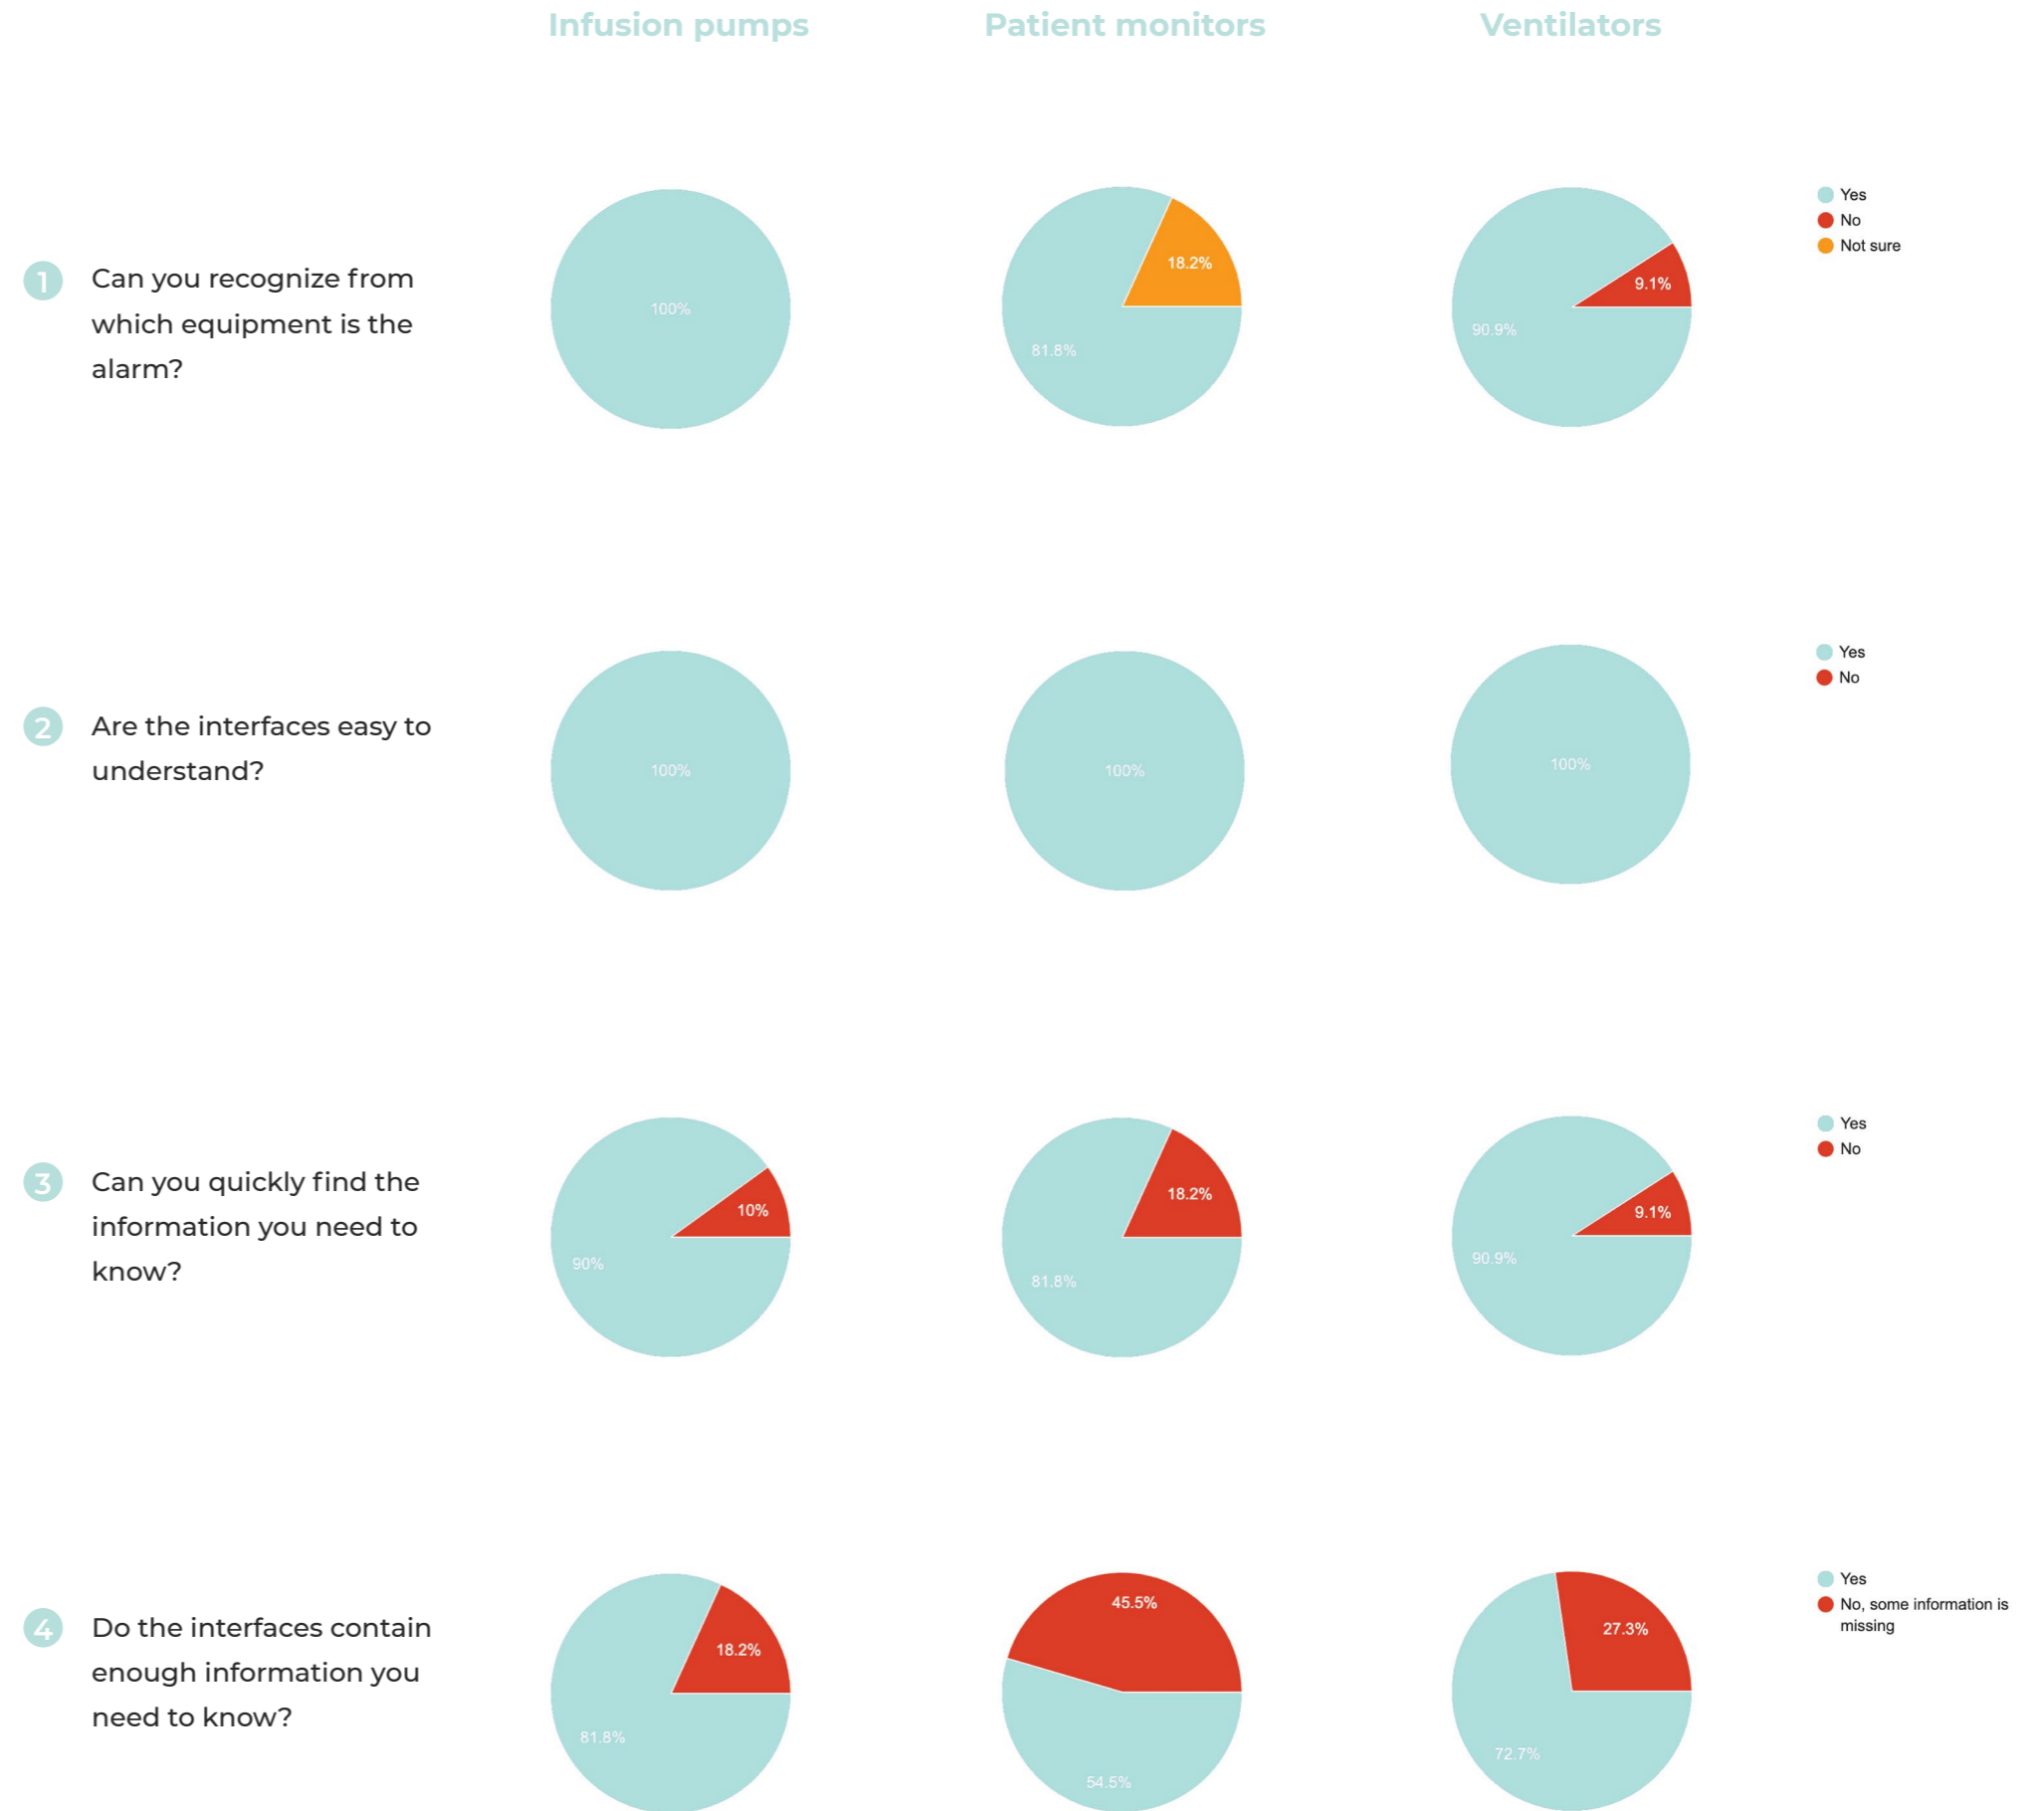 Infusion pumps
Patient monitors
Ventilators
1
Can you recognize from
which equipment is the
alarm?
100%
18.2%
81.8%
9.1%
90.9%
Yes
No
Not sure
2
Are the interfaces easy to
understand?
100%
100%
100%
Yes
No
3
Can you quickly find the
information you need to
know?
10%
90%
18.2%
81.8%
9.1%
90.9%
Yes
No
4
Do the interfaces contain
enough information you
need to know?
18.2%
81.8%
45.5%
54.5%
27.3%
72.7%
Yes
No, some information is
missing